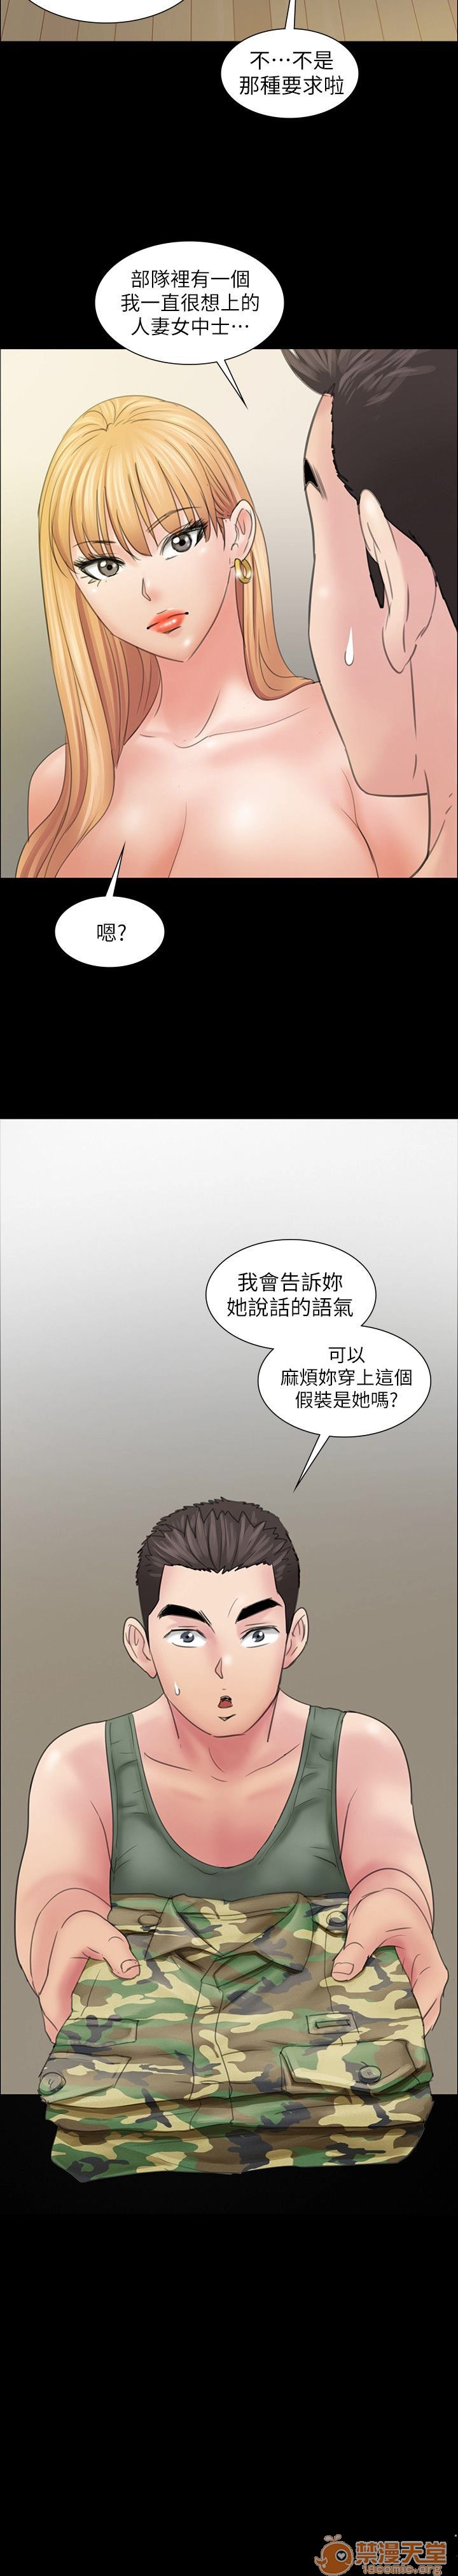 不…不是
那種要求啦
部隊裡有一個
我一直很想上的
人妻女中士…
嗯?
我會告訴妳
她說話的語氣
可以
麻煩妳穿上這個
假裝是她嗎?
禁漫天堂
18comic.org